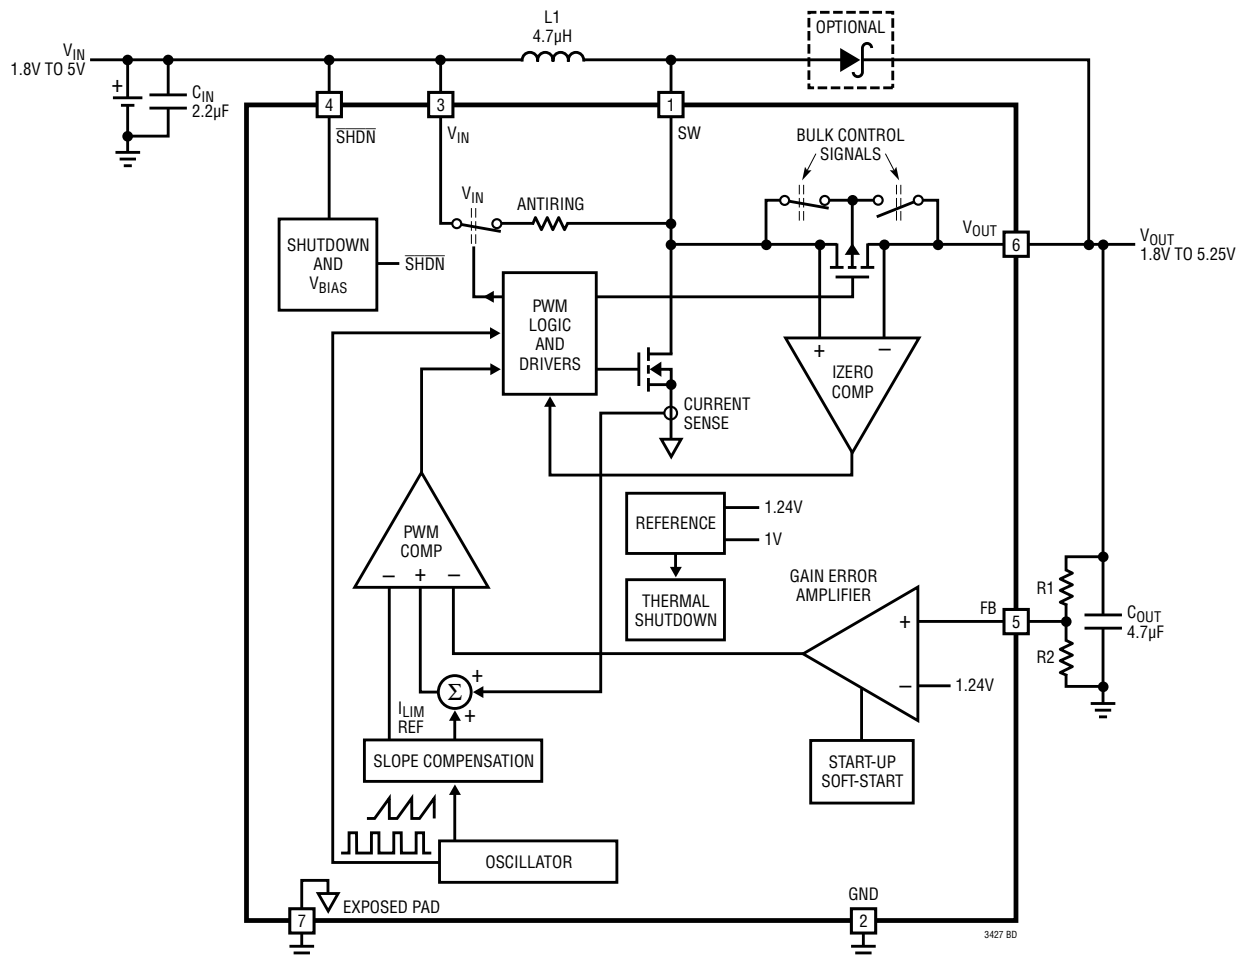 L1
4.7µH
OPTIONAL
VIN
1.8V TO 5V
+
CIN
2.2µF
4
3
1
SHDN
VIN
SW
BULK CONTROL
SIGNALS
VIN
ANTIRING
VOUT
6
VOUT
1.8V TO 5.25V
SHUTDOWN
AND
VBIAS
SHDN
PWM
LOGIC
AND
DRIVERS
+
–
IZERO
COMP
CURRENT
SENSE
REFERENCE
1.24V
1V
PWM
COMP
–
+
–
THERMAL
SHUTDOWN
GAIN ERROR
AMPLIFIER
+
–
1.24V
FB
5
R1
R2
COUT
4.7µF
Σ
+
+
ILIM
REF
SLOPE COMPENSATION
START-UP
SOFT-START
OSCILLATOR
7
EXPOSED PAD
GND
2
3427 BD